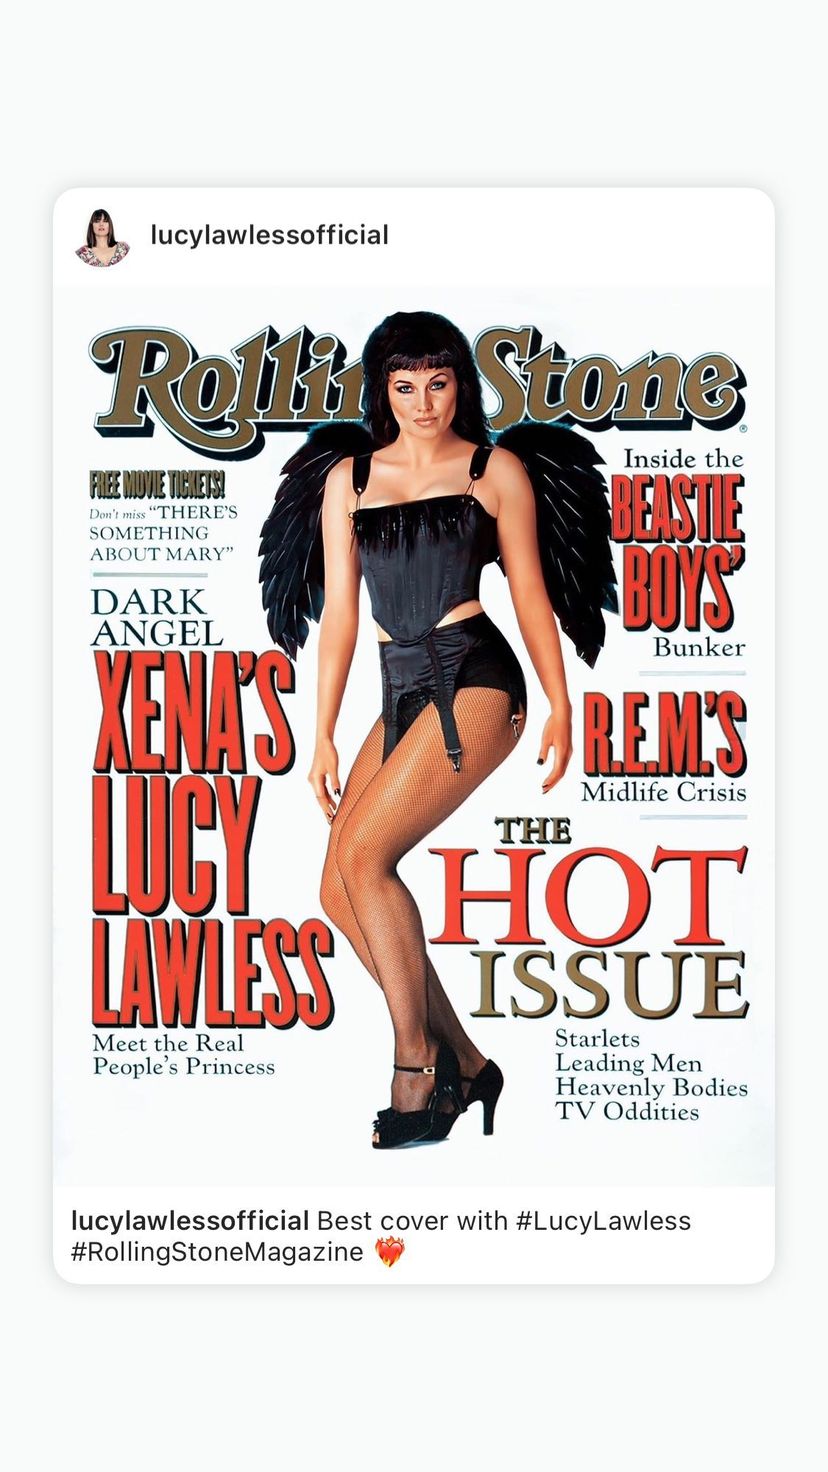 lucylawlessofficial
Rollin Stone
FREE MOVIE TICKETS!
Don't miss "THERE'S
SOMETHING
ABOUT MARY"
DARK
ANGEL
XENA'S
LUCY
LAWLESS
Meet the Real
People's Princess
Inside the
BEASTIE
BOYS'
Bunker
R.E.M.'S
Midlife Crisis
THE
HOT
ISSUE
Starlets
Leading Men
Heavenly Bodies
TV Oddities
lucylawlessofficial Best cover with #LucyLawless
#RollingStoneMagazine ❤️‍🔥